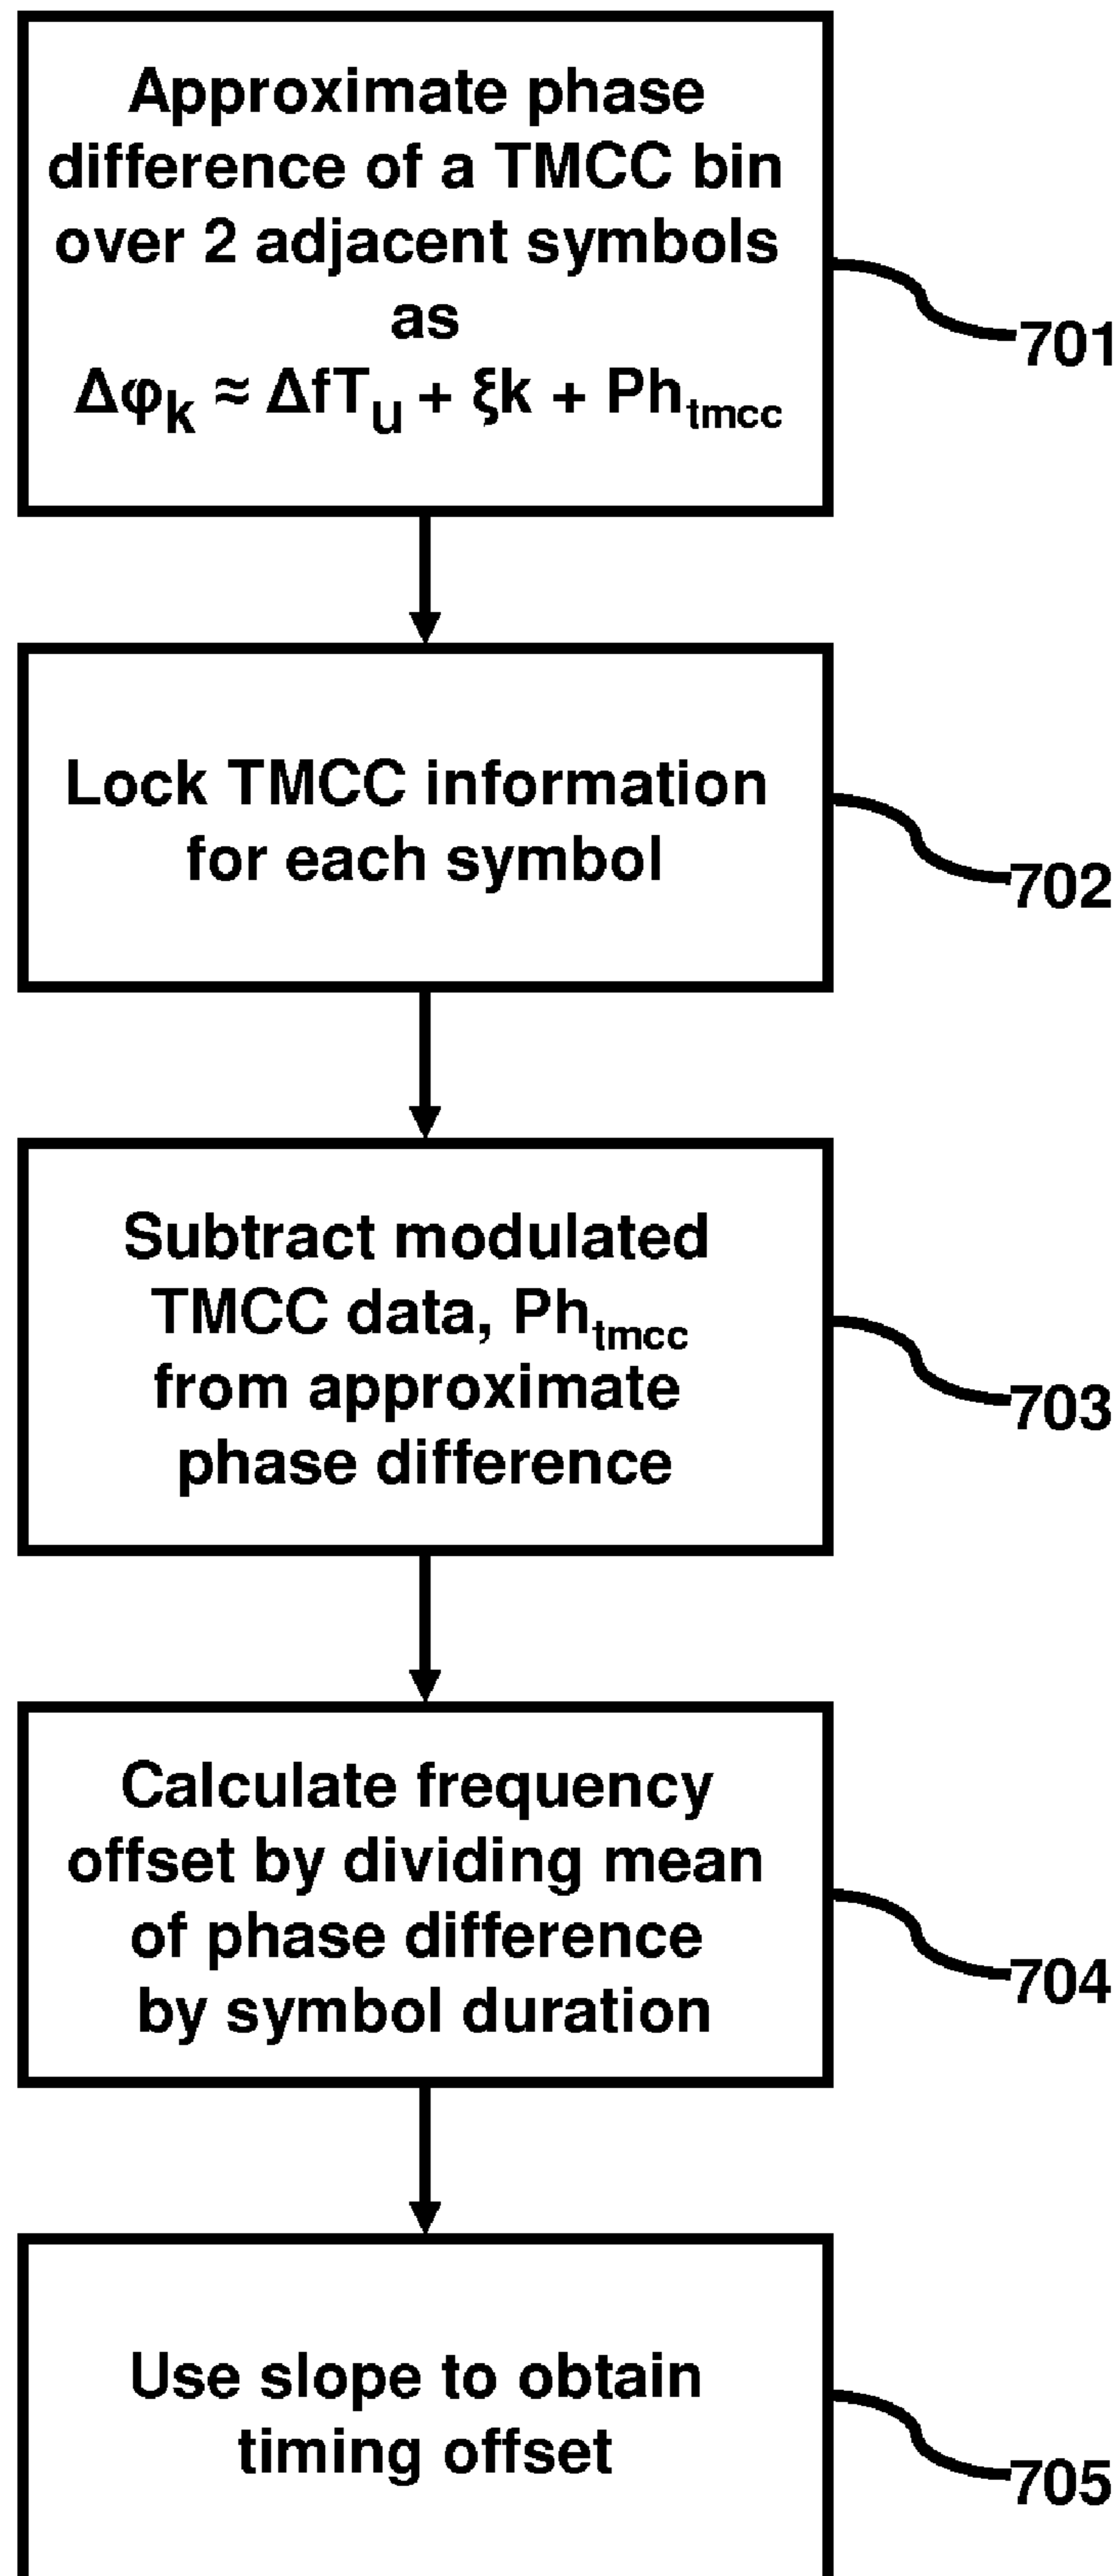 Approximate phase
difference of a TMCC bin
over 2 adjacent symbols
as
Δφk ≈ ΔfTu + ξk + Phtmcc
701
Lock TMCC information
for each symbol
702
Subtract modulated
TMCC data, Phtmcc
from approximate
phase difference
703
Calculate frequency
offset by dividing mean
of phase difference
by symbol duration
704
Use slope to obtain
timing offset
705